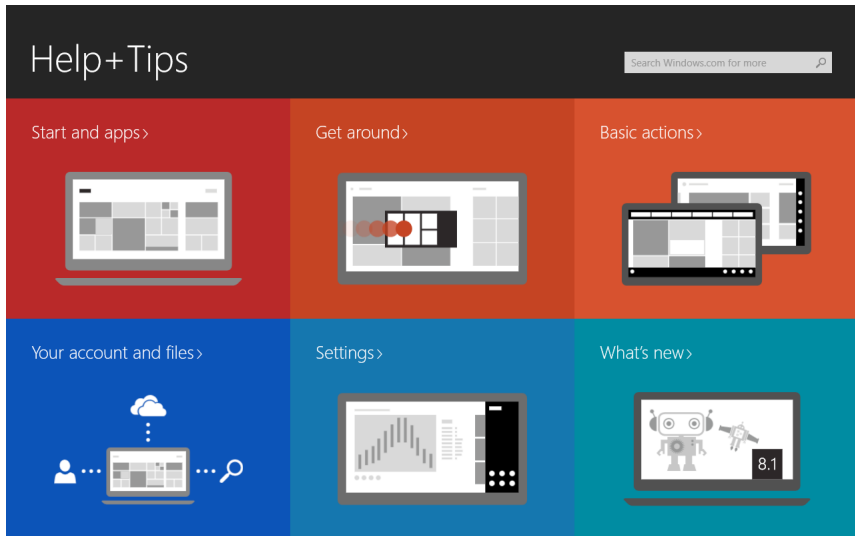 Help+Tips
Search Windows.com for more
Start and apps>
Get around>
Basic actions>
Your account and files>
Settings>
What's new>
8.1